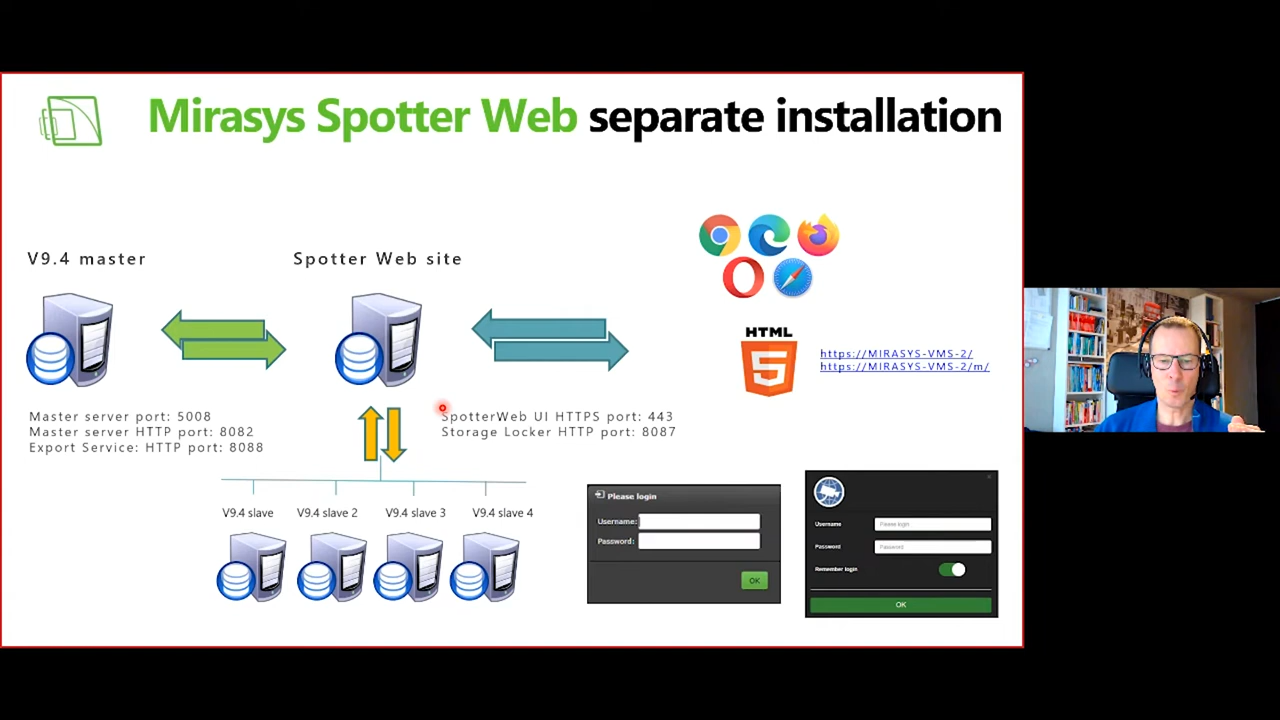 Mirasys Spotter Web separate installation
V9.4 master
Spotter Web site
HTML
5
https://MIRASYS-VMS-2/
https://MIRASYS-VMS-2/m/
Master server port: 5008
Master server HTTP port: 8082
Export Service: HTTP port: 8088
SpotterWeb UI HTTPS port: 443
Storage Locker HTTP port: 8087
V9.4 slave
V9.4 slave 2
V9.4 slave 3
V9.4 slave 4
Please login
Username:
Password:
OK
Username
Please login
Password
Password
Remember login
OK